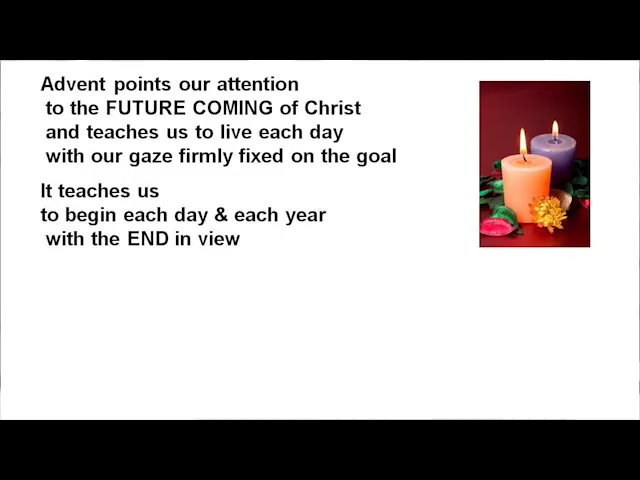 Advent points our attention
to the FUTURE COMING of Christ
and teaches us to live each day
with our gaze firmly fixed on the goal
It teaches us
to begin each day & each year
with the END in view